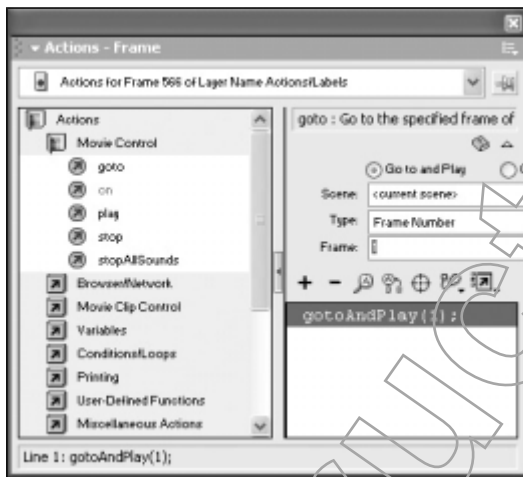 Actions - Frame
Actions for Frame 566 of Layer Name Actions/Labels
Actions
Movie Control
goto
on
play
stop
stopAllSounds
Browser/Network
Movie Clip Control
Variables
Conditions/Loops
Printing
User-Defined Functions
Miscellaneous Actions
goto : Go to the specified frame of
Go to and Play
Scene: <current scene>
Type: Frame Number
Frame:
gotoAndPlay(1);
Line 1: gotoAndPlay(1);